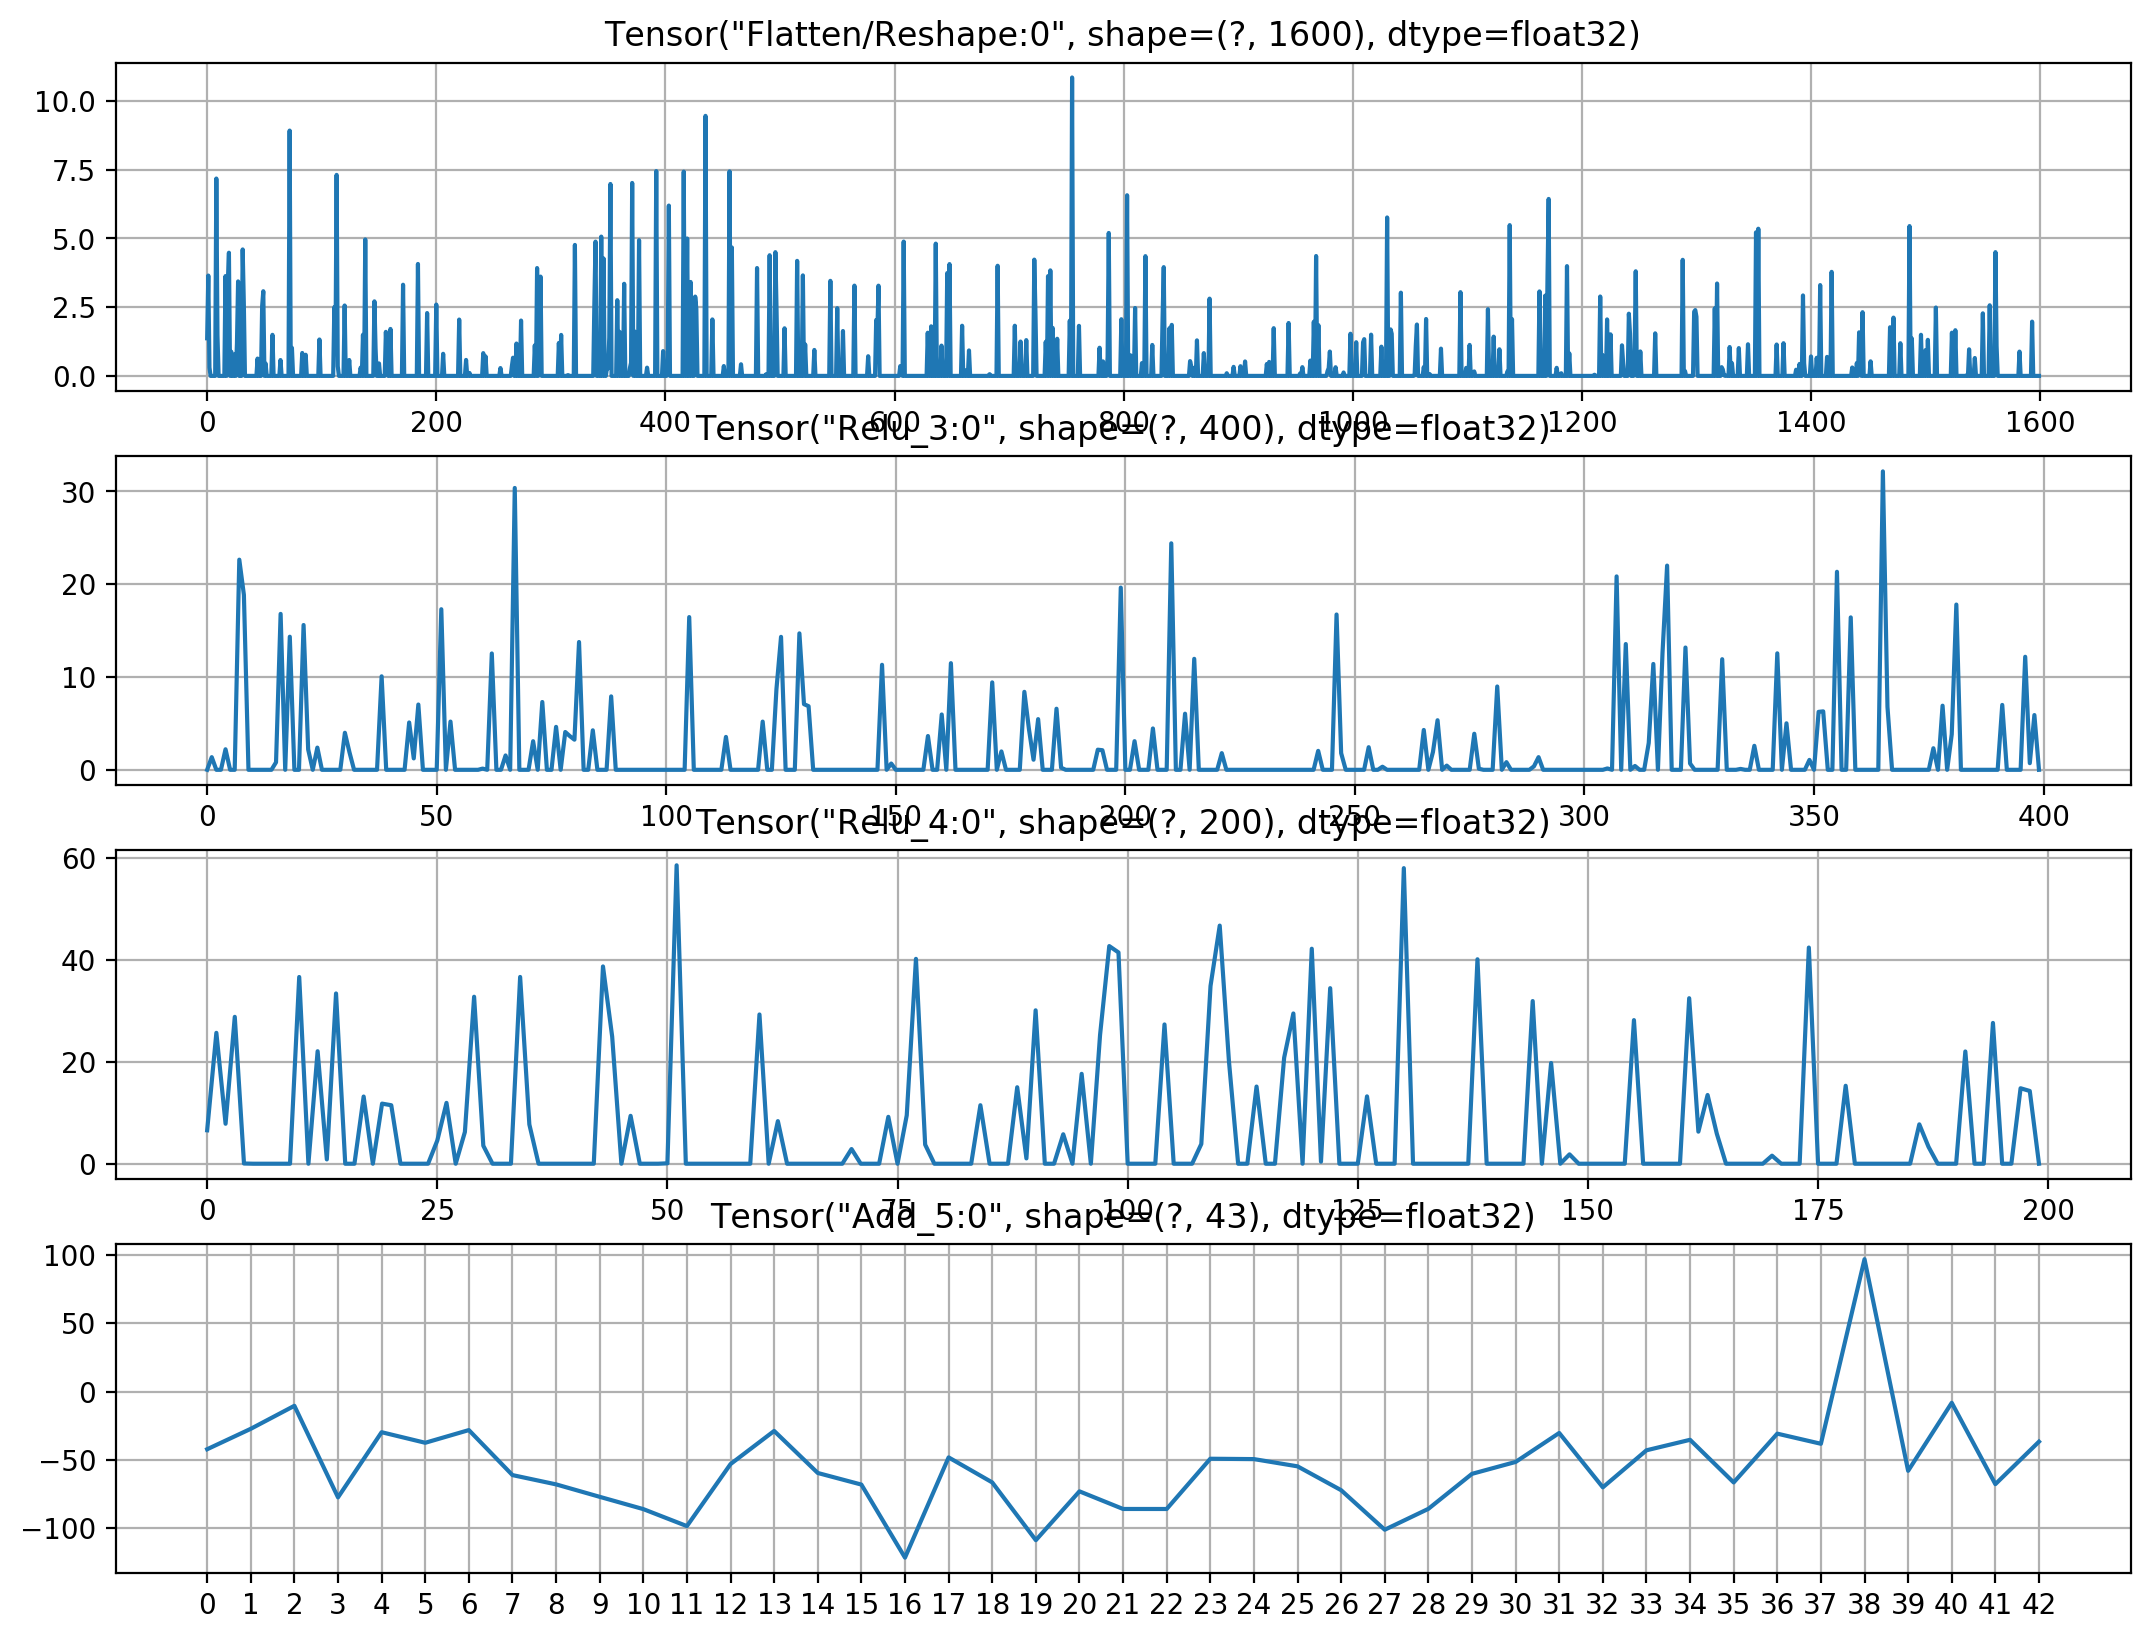 Tensor("Flatten/Reshape:0", shape=(?, 1600), dtype=float32)
10.0
7.5
5.0
2.5
0.0
0 200 400 600 800 1000 1200 1400 1600
Tensor("Relu_3:0", shape=(?, 400), dtype=float32)
30
20
10
0
0 50 100 150 200 250 300 350 400
Tensor("Relu_4:0", shape=(?, 200), dtype=float32)
60
40
20
0
0 25 50 75 100 125 150 175 200
Tensor("Add_5:0", shape=(?, 43), dtype=float32)
100
50
0
−50
−100
0 1 2 3 4 5 6 7 8 9 10 11 12 13 14 15 16 17 18 19 20 21 22 23 24 25 26 27 28 29 30 31 32 33 34 35 36 37 38 39 40 41 42